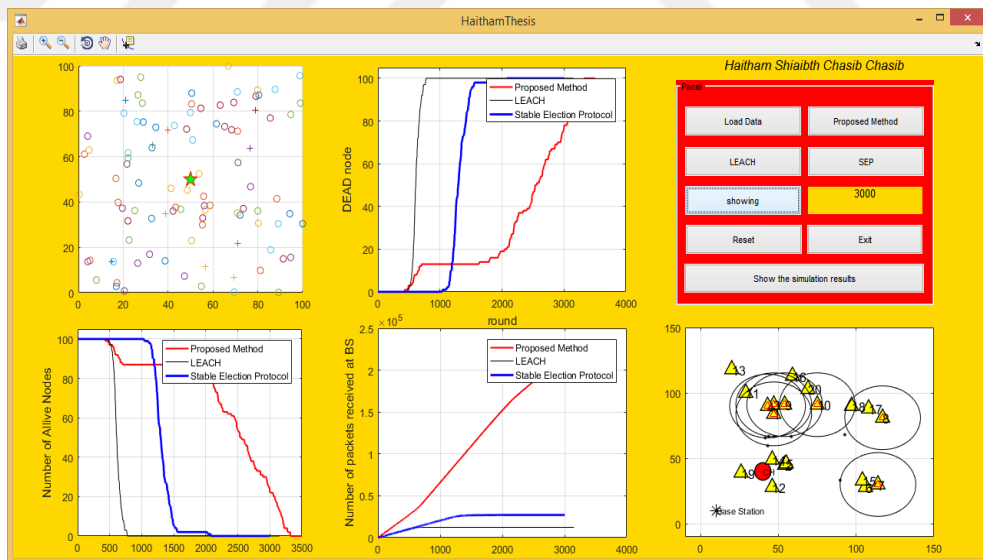 HaithamThesis
Haitham Shiaibth Chasib Chasib
Panel
Load Data
Proposed Method
LEACH
SEP
showing
3000
Reset
Exit
Show the simulation results
100
80
60
40
20
0
0 20 40 60 80 100
DEAD node
100
80
60
40
20
0
0 1000 2000 3000 4000
round
Proposed Method
LEACH
Stable Election Protocol
Number of Allive Nodes
100
80
60
40
20
0
0 500 1000 1500 2000 2500 3000 3500
Proposed Method
LEACH
Stable Election Protocol
Number of packets received at BS
× 10^5
2.5
2
1.5
1
0.5
0
0 1000 2000 3000 4000
Proposed Method
LEACH
Stable Election Protocol
150
100
50
0
0 50 100 150
13
19
12
Base Station